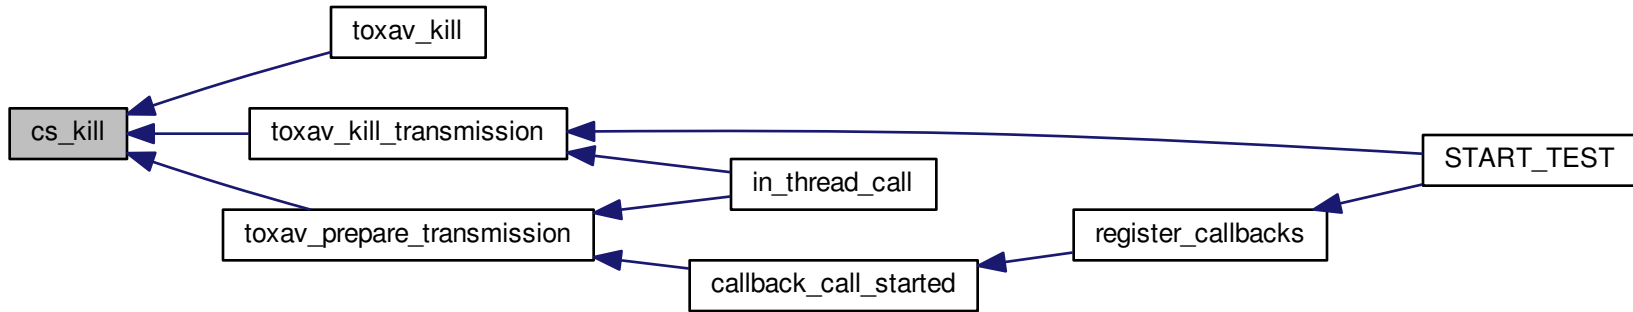 toxav_kill
cs_kill
toxav_kill_transmission
START_TEST
in_thread_call
toxav_prepare_transmission
register_callbacks
callback_call_started